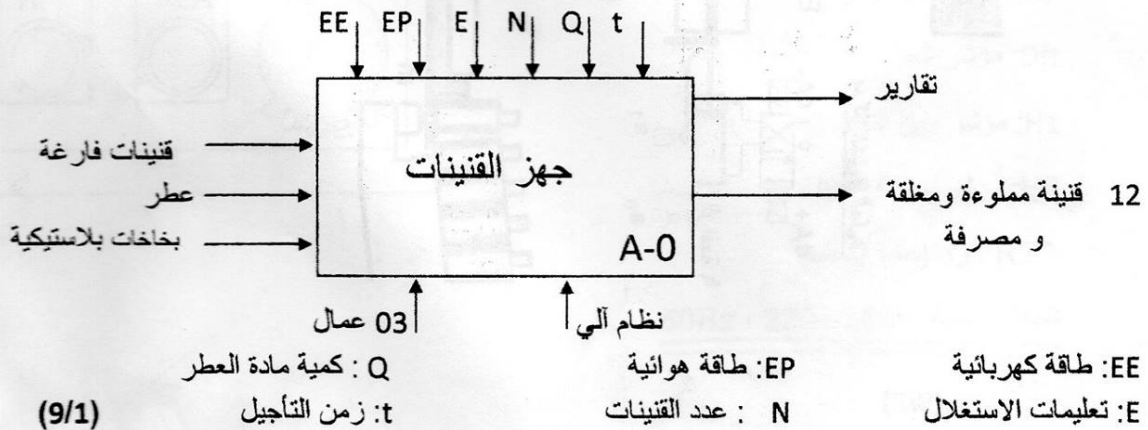 EE EP E N Q t
تقارير
قنينات فارغة
جهز القنينات
عطر
12 قنينة مملوءة ومغلقة
و مصرفة
بخاخات بلاستيكية
A-0
03 عمال
نظام آلي
EE: طاقة كهربائية EP: طاقة هوائية Q : كمية مادة العطر
E: تعليمات الاستغلال N : عدد القنينات t: زمن التأجيل (9/1)